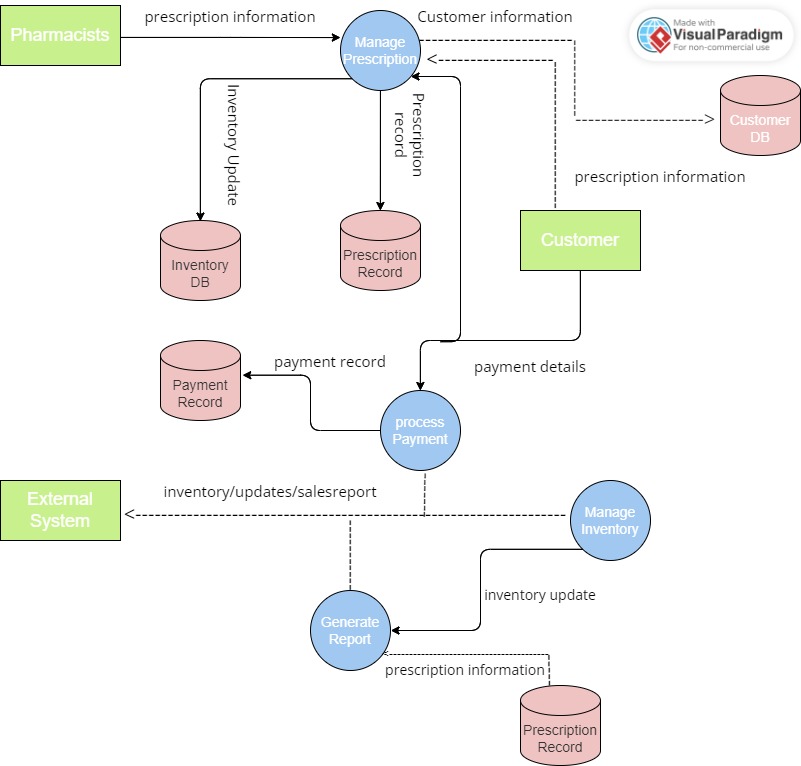 Pharmacists
prescription information
Manage
Prescription
Customer information
Made with
VisualParadigm
For non-commercial use
Customer
DB
Inventory Update
Prescription
record
prescription information
Customer
Inventory
DB
Prescription
Record
Payment
Record
payment record
payment details
process
Payment
External
System
inventory/updates/salesreport
Manage
Inventory
inventory update
Generate
Report
prescription information
Prescription
Record